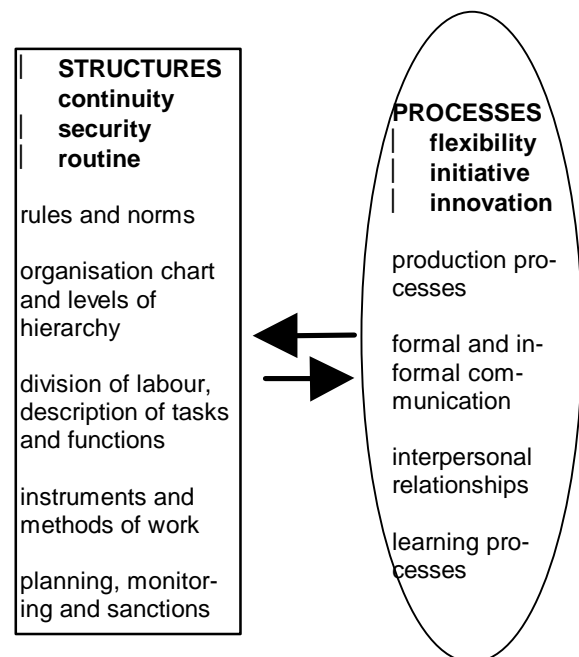 | STRUCTURES
continuity
| security
| routine
rules and norms
organisation chart
and levels of
hierarchy
division of labour,
description of tasks
and functions
instruments and
methods of work
planning, monitor-
ing and sanctions
PROCESSES
| flexibility
| initiative
| innovation
production pro-
cesses
formal and in-
formal com-
munication
interpersonal
relationships
learning pro-
cesses